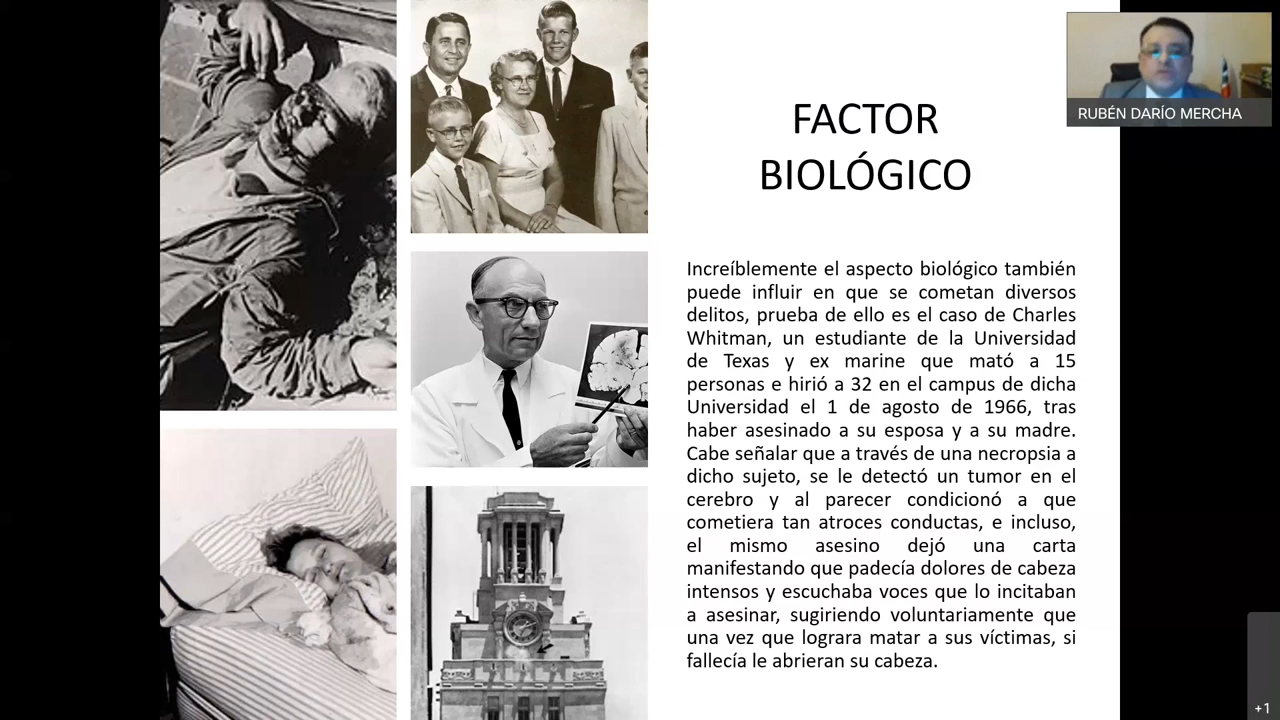 FACTOR
BIOLÓGICO
RUBÉN DARÍO MERCHA
Increíblemente el aspecto biológico también
puede influir en que se cometan diversos
delitos, prueba de ello es el caso de Charles
Whitman, un estudiante de la Universidad
de Texas y ex marine que mató a 15
personas e hirió a 32 en el campus de dicha
Universidad el 1 de agosto de 1966, tras
haber asesinado a su esposa y a su madre.
Cabe señalar que a través de una necropsia a
dicho sujeto, se le detectó un tumor en el
cerebro y al parecer condicionó a que
cometiera tan atroces conductas, e incluso,
el mismo asesino dejó una carta
manifestando que padecía dolores de cabeza
intensos y escuchaba voces que lo incitaban
a asesinar, sugiriendo voluntariamente que
una vez que lograra matar a sus víctimas, si
fallecía le abrieran su cabeza.
+1